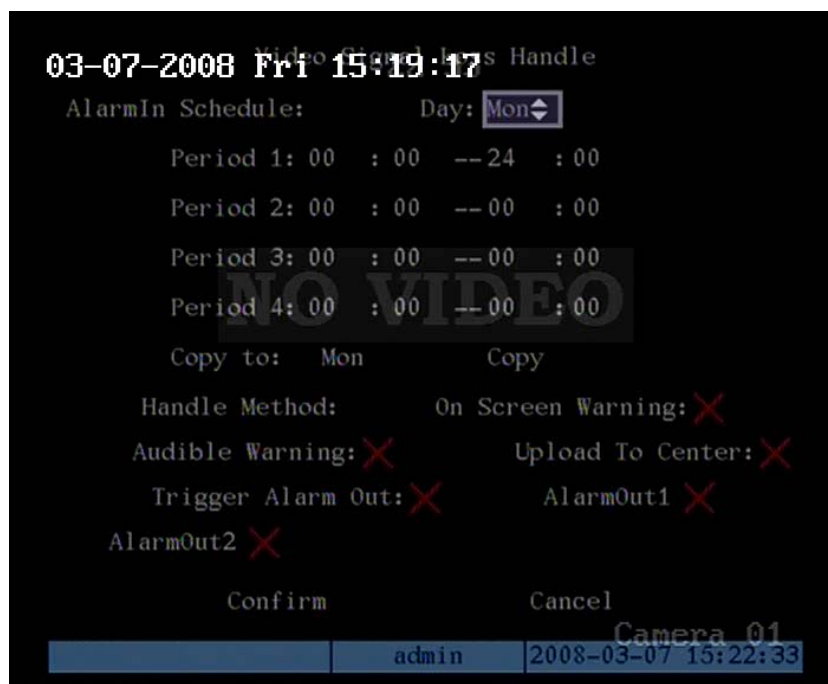 Video Signal Loss Handle
03-07-2008 Fri 15:19:17
AlarmIn Schedule: Day: Mon
Period 1: 00 : 00 --24 : 00
Period 2: 00 : 00 --00 : 00
Period 3: 00 : 00 --00 : 00
NO VIDEO
Period 4: 00 : 00 --00 : 00
Copy to: Mon Copy
Handle Method: On Screen Warning:
Audible Warning: Upload To Center:
Trigger Alarm Out: AlarmOut1
AlarmOut2
Confirm Cancel
Camera 01
admin 2008-03-07 15:22:33